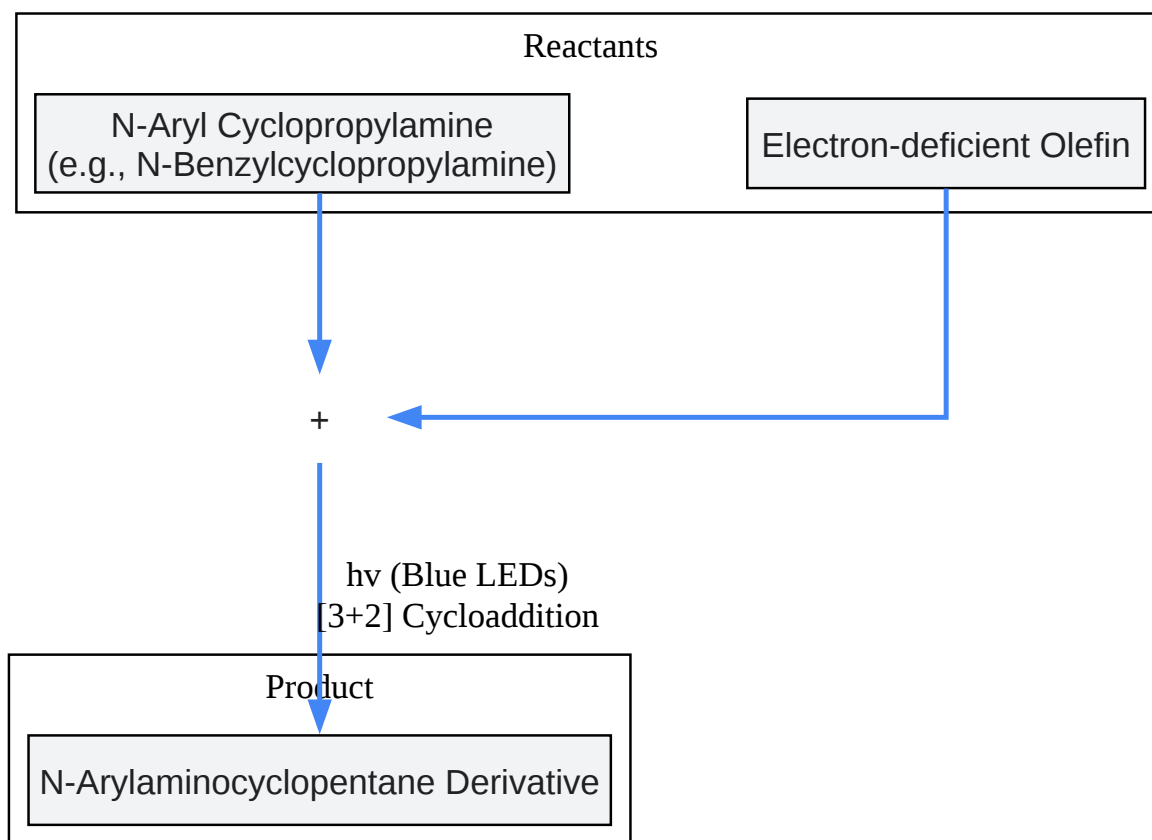 Reactants
N-Aryl Cyclopropylamine
(e.g., N-Benzylcyclopropylamine)
Electron-deficient Olefin
+
hv (Blue LEDs)
[3+2] Cycloaddition
Product
N-Arylaminocyclopentane Derivative